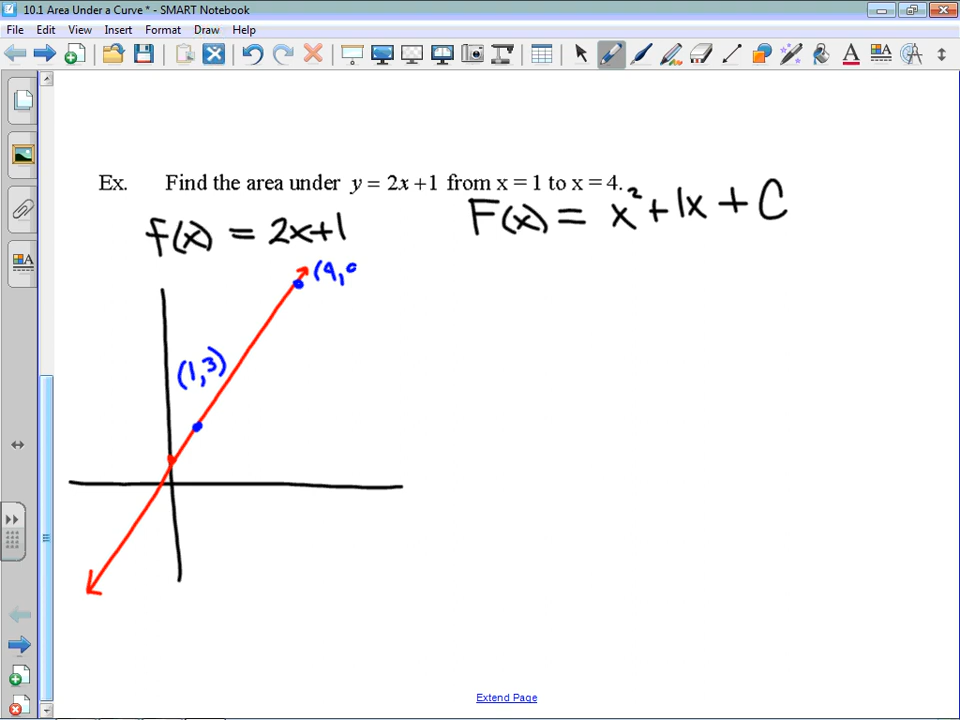 10.1 Area Under a Curve * - SMART Notebook
File Edit View Insert Format Draw Help
Ex. Find the area under y = 2x +1 from x = 1 to x = 4.
f(x) = 2x+1
F(x) = x² + 1x + C
(4,
(1,3)
Extend Page